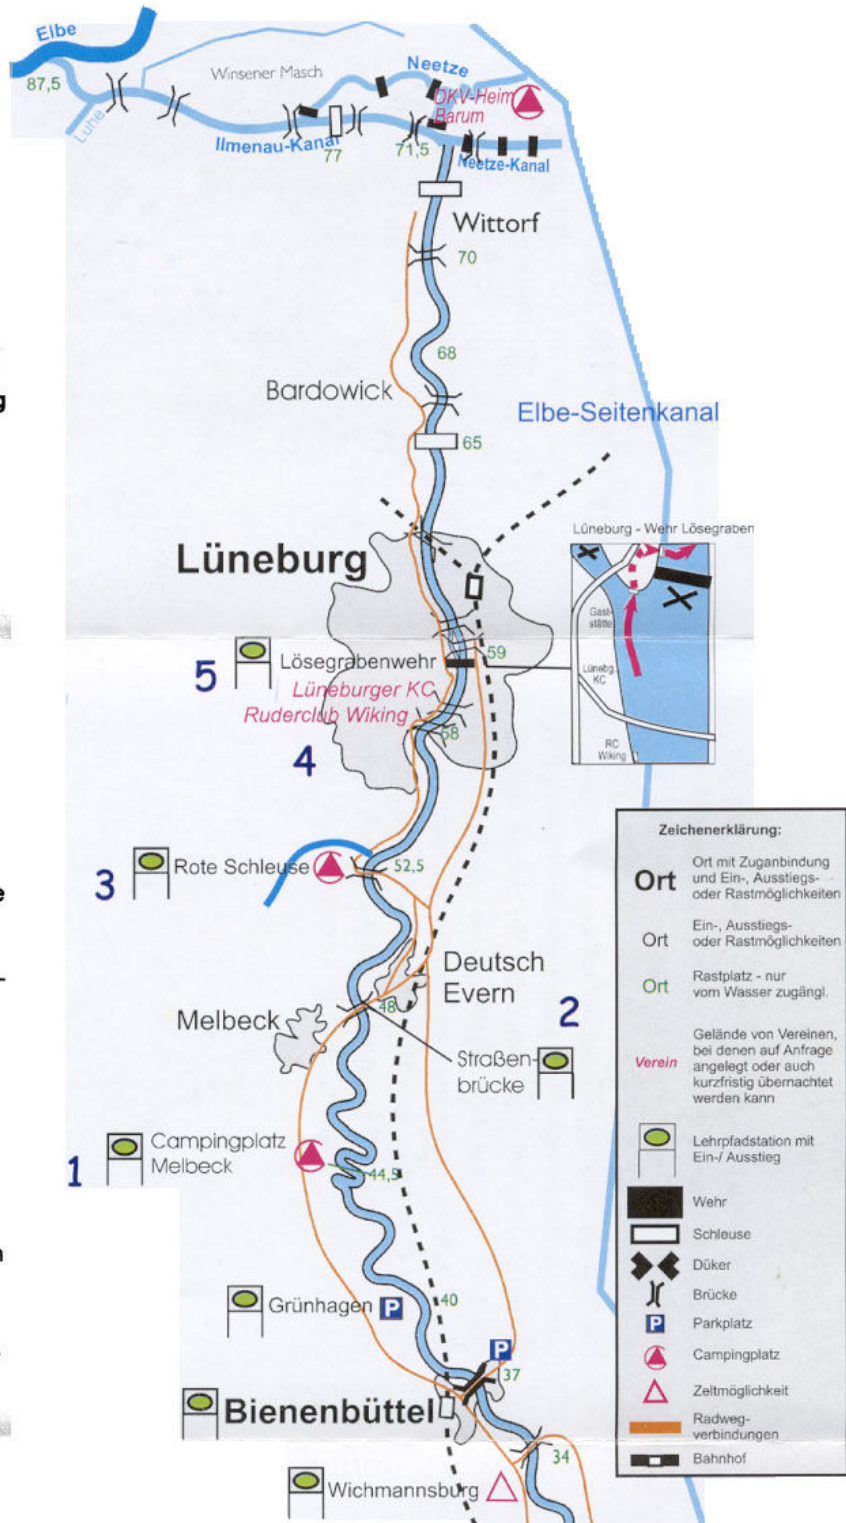 Elbe
87,5
Luhe
Winsener Masch
Neetze
DKV-Heim
Barum
Ilmenau-Kanal
77
71,5
Neetze-Kanal
Wittorf
70
68
g
Bardowick
Elbe-Seitenkanal
65
Lüneburg - Wehr Lösegraben
Lüneburg
Gast-
stätte
Lünebg.
KC
RC
Wiking
5
Lösegrabenwehr
59
Lüneburger KC
Ruderclub Wiking
58
4
3
Rote Schleuse
52,5
e
-
Deutsch
Evern
2
Melbeck
48
Straßen-
brücke
1
Campingplatz
Melbeck
44,5
n
Grünhagen
P
40
P
37
Bienenbüttel
34
Wichmannsburg
Zeichenerklärung:
Ort
Ort mit Zuganbindung
und Ein-, Ausstiegs-
oder Rastmöglichkeiten
Ort
Ein-, Ausstiegs-
oder Rastmöglichkeiten
Ort
Rastplatz - nur
vom Wasser zugängl.
Verein
Gelände von Vereinen,
bei denen auf Anfrage
angelegt oder auch
kurzfristig übernachtet
werden kann
Lehrpfadstation mit
Ein-/ Ausstieg
Wehr
Schleuse
Düker
Brücke
P
Parkplatz
Campingplatz
Zeltmöglichkeit
Radweg-
verbindungen
Bahnhof